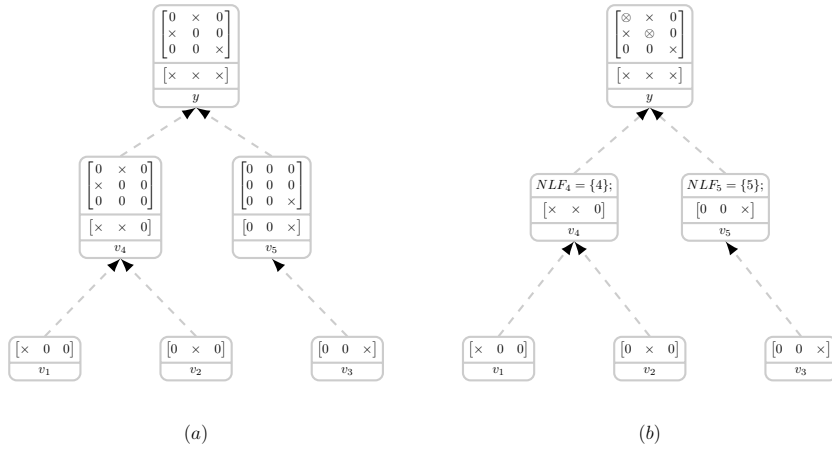 [0 × 0
× 0 0
0 0 ×]
[× × ×]
y
[0 × 0
× 0 0
0 0 0]
[× × 0]
v₄
[0 0 0
0 0 0
0 0 ×]
[0 0 ×]
v₅
[× 0 0]
v₁
[0 × 0]
v₂
[0 0 ×]
v₃
(a)
[⊗ × 0
× ⊗ 0
0 0 ×]
[× × ×]
y
NLF₄ = {4};
[× × 0]
v₄
NLF₅ = {5};
[0 0 ×]
v₅
[× 0 0]
v₁
[0 × 0]
v₂
[0 0 ×]
v₃
(b)